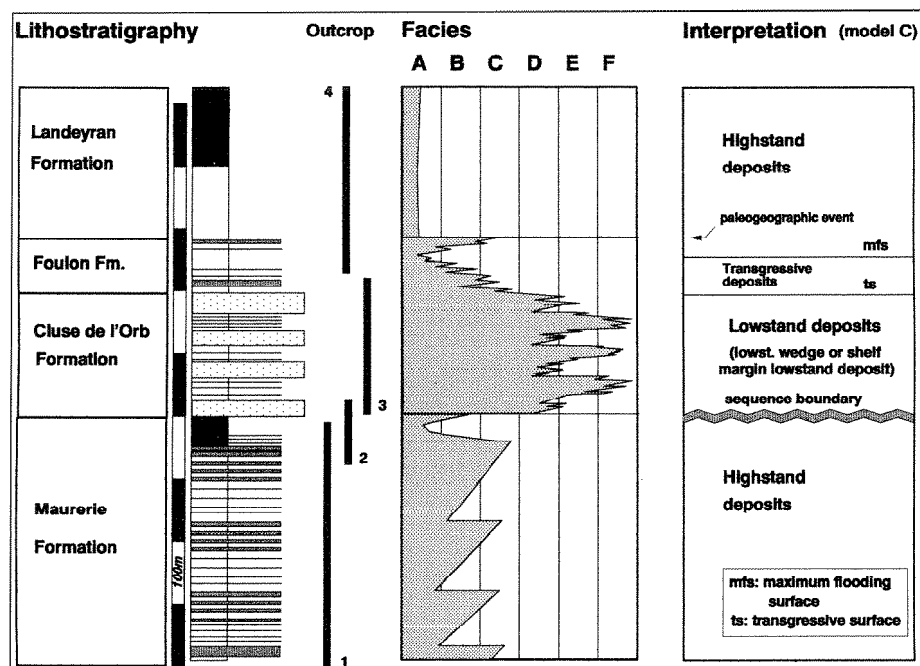 Lithostratigraphy
Outcrop
Facies
Interpretation (model C)
A B C D E F
Landeyran
Formation
Foulon Fm.
Cluse de l'Orb
Formation
Maurerie
Formation
100m
4
3
2
1
Highstand
deposits
paleogeographic event
mfs
Transgressive
deposits
ts
Lowstand deposits
(lowst. wedge or shelf
margin lowstand deposit)
sequence boundary
Highstand
deposits
mfs: maximum flooding
surface
ts: transgressive surface